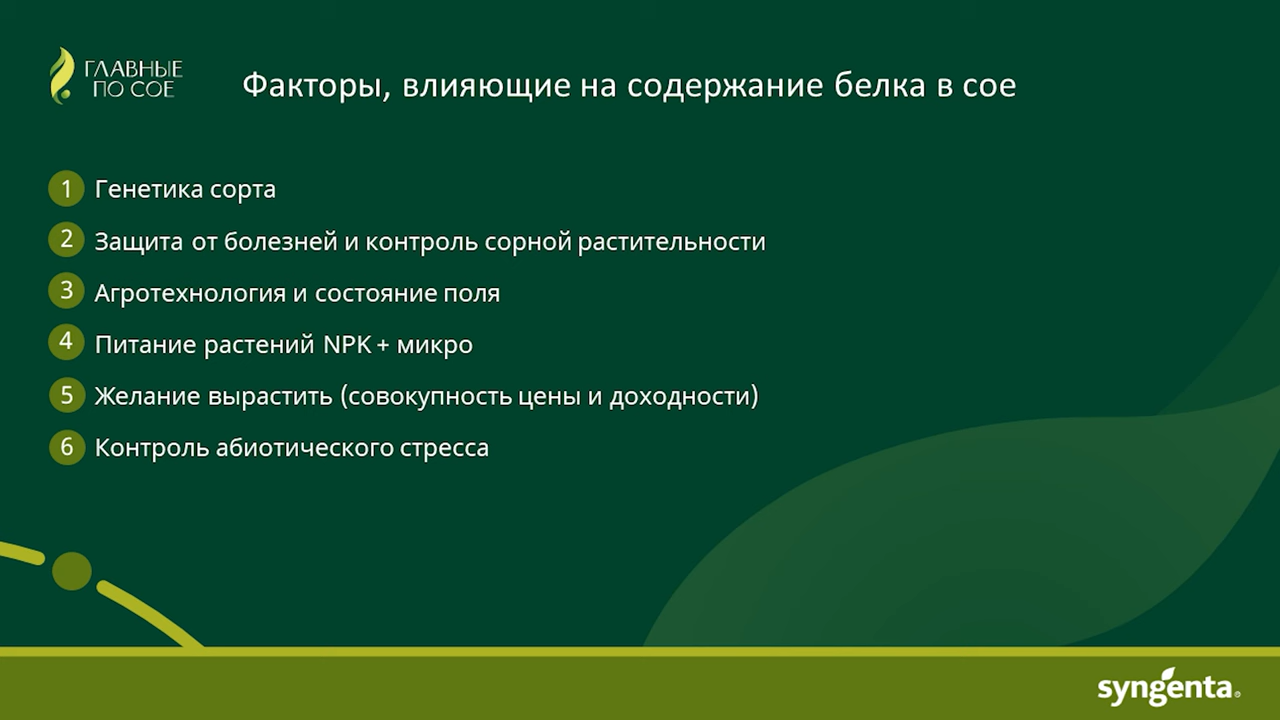 ГЛАВНЫЕ
ПО СОЕ
Факторы, влияющие на содержание белка в сое
1 Генетика сорта
2 Защита от болезней и контроль сорной растительности
3 Агротехнология и состояние поля
4 Питание растений NPK + микро
5 Желание вырастить (совокупность цены и доходности)
6 Контроль абиотического стресса
syngenta®